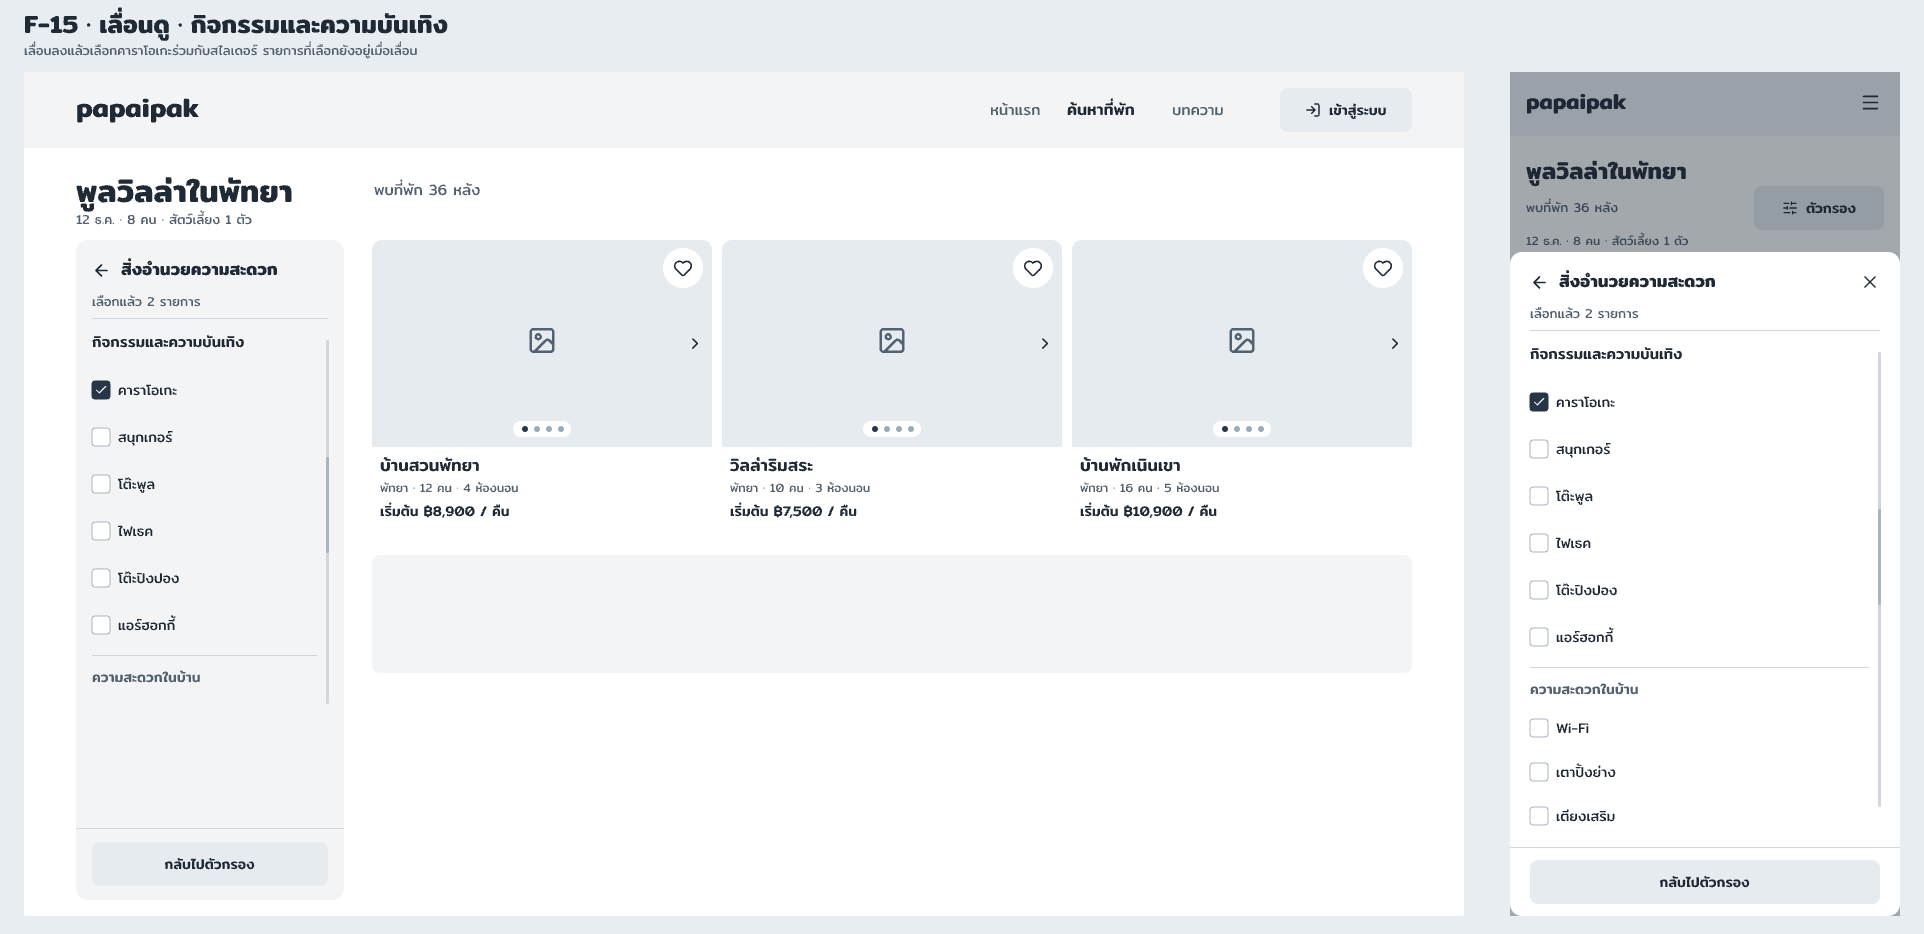 F-15 · เลื่อนดู · กิจกรรมและความบันเทิง
เลื่อนลงแล้วเลือกคาราโอเกะร่วมกับสไลเดอร์ รายการที่เลือกยังอยู่เมื่อเลื่อน
papaipak
หน้าแรก
ค้นหาที่พัก
บทความ
เข้าสู่ระบบ
พูลวิลล่าในพัทยา
12 ธ.ค. · 8 คน · สัตว์เลี้ยง 1 ตัว
พบที่พัก 36 หลัง
สิ่งอำนวยความสะดวก
เลือกแล้ว 2 รายการ
กิจกรรมและความบันเทิง
คาราโอเกะ
สนุกเกอร์
โต๊ะพูล
ไฟเธค
โต๊ะปิงปอง
แอร์ฮอกกี้
ความสะดวกในบ้าน
กลับไปตัวกรอง
บ้านสวนพัทยา
พัทยา · 12 คน · 4 ห้องนอน
เริ่มต้น ฿8,900 / คืน
วิลล่าริมสระ
พัทยา · 10 คน · 3 ห้องนอน
เริ่มต้น ฿7,500 / คืน
บ้านพักเนินเขา
พัทยา · 16 คน · 5 ห้องนอน
เริ่มต้น ฿10,900 / คืน
papaipak
พูลวิลล่าในพัทยา
พบที่พัก 36 หลัง
ตัวกรอง
12 ธ.ค. · 8 คน · สัตว์เลี้ยง 1 ตัว
สิ่งอำนวยความสะดวก
เลือกแล้ว 2 รายการ
กิจกรรมและความบันเทิง
คาราโอเกะ
สนุกเกอร์
โต๊ะพูล
ไฟเธค
โต๊ะปิงปอง
แอร์ฮอกกี้
ความสะดวกในบ้าน
Wi-Fi
เตาปิ้งย่าง
เตียงเสริม
กลับไปตัวกรอง